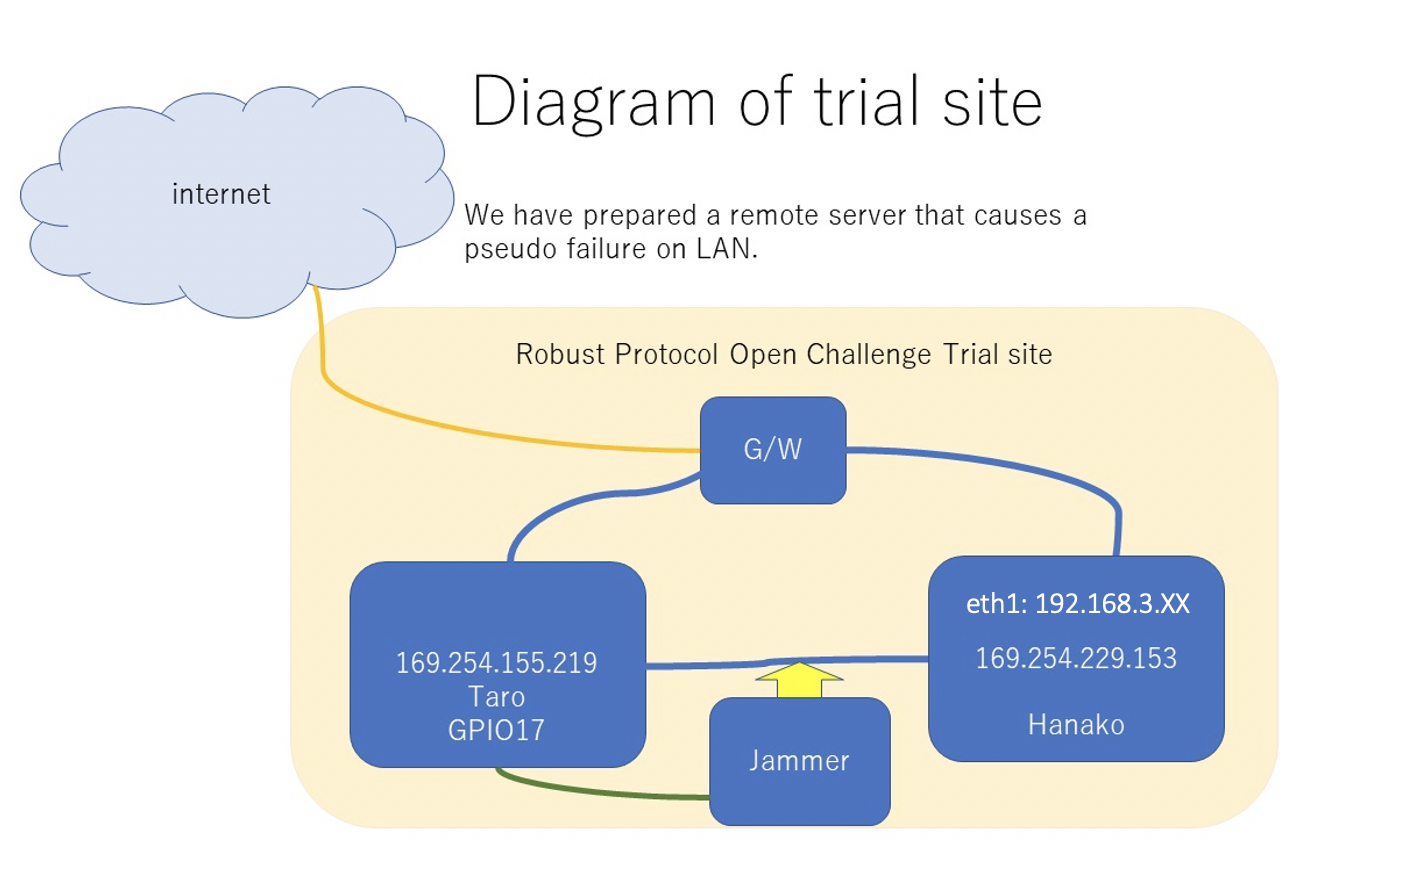 Diagram of trial site
internet
We have prepared a remote server that causes a
pseudo failure on LAN.
Robust Protocol Open Challenge Trial site
G/W
169.254.155.219
Taro
GPIO17
eth1: 192.168.3.XX
169.254.229.153
Hanako
Jammer